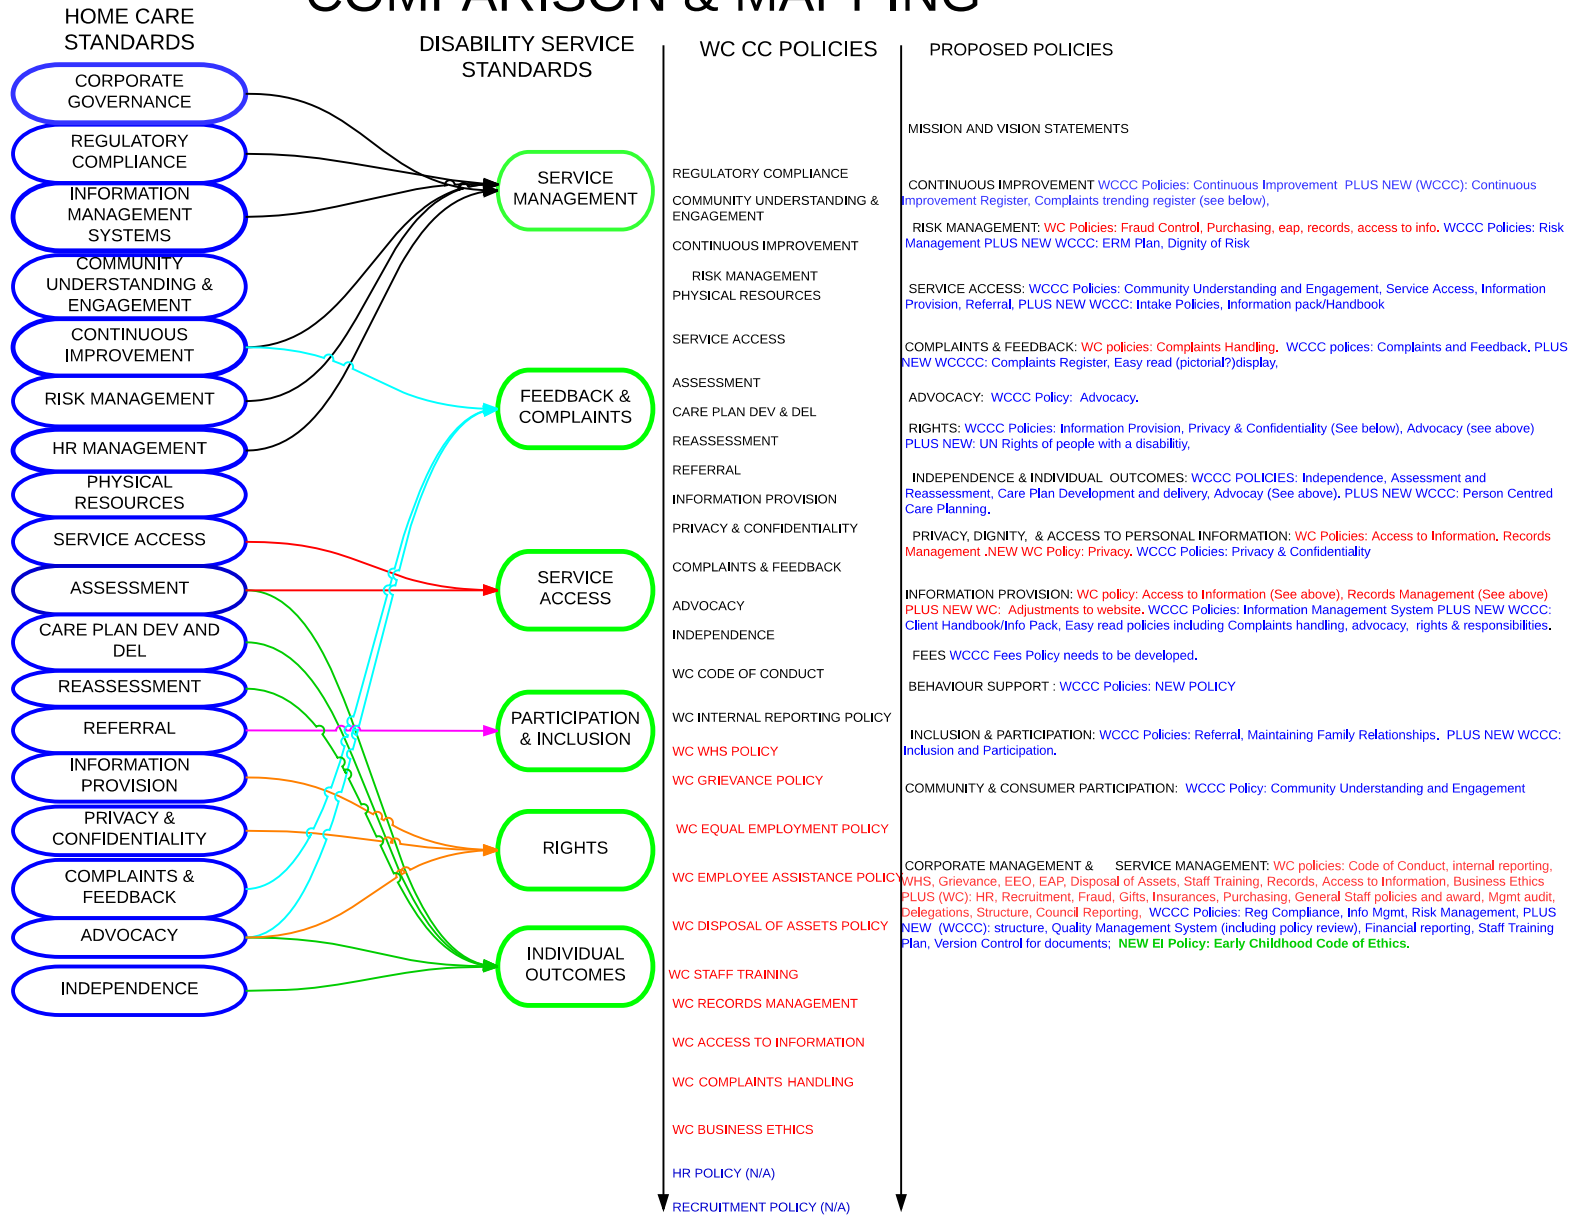 COMPARISON & MAPPING
HOME CARE
STANDARDS
CORPORATE
GOVERNANCE
REGULATORY
COMPLIANCE
INFORMATION
MANAGEMENT
SYSTEMS
COMMUNITY
UNDERSTANDING &
ENGAGEMENT
CONTINUOUS
IMPROVEMENT
RISK MANAGEMENT
HR MANAGEMENT
PHYSICAL
RESOURCES
SERVICE ACCESS
ASSESSMENT
CARE PLAN DEV AND
DEL
REASSESSMENT
REFERRAL
INFORMATION
PROVISION
PRIVACY &
CONFIDENTIALITY
COMPLAINTS &
FEEDBACK
ADVOCACY
INDEPENDENCE
DISABILITY SERVICE
STANDARDS
SERVICE
MANAGEMENT
FEEDBACK &
COMPLAINTS
SERVICE
ACCESS
PARTICIPATION
& INCLUSION
RIGHTS
INDIVIDUAL
OUTCOMES
WC CC POLICIES
REGULATORY COMPLIANCE
COMMUNITY UNDERSTANDING &
ENGAGEMENT
CONTINUOUS IMPROVEMENT
RISK MANAGEMENT
PHYSICAL RESOURCES
SERVICE ACCESS
ASSESSMENT
CARE PLAN DEV & DEL
REASSESSMENT
REFERRAL
INFORMATION PROVISION
PRIVACY & CONFIDENTIALITY
COMPLAINTS & FEEDBACK
ADVOCACY
INDEPENDENCE
WC CODE OF CONDUCT
WC INTERNAL REPORTING POLICY
WC WHS POLICY
WC GRIEVANCE POLICY
WC EQUAL EMPLOYMENT POLICY
WC EMPLOYEE ASSISTANCE POLICY
WC DISPOSAL OF ASSETS POLICY
WC STAFF TRAINING
WC RECORDS MANAGEMENT
WC ACCESS TO INFORMATION
WC COMPLAINTS HANDLING
WC BUSINESS ETHICS
HR POLICY (N/A)
RECRUITMENT POLICY (N/A)
PROPOSED POLICIES
MISSION AND VISION STATEMENTS
CONTINUOUS IMPROVEMENT WCCC Policies: Continuous Improvement PLUS NEW (WCCC): Continuous
Improvement Register, Complaints trending register (see below),
RISK MANAGEMENT: WC Policies: Fraud Control, Purchasing, eap, records, access to info. WCCC Policies: Risk
Management PLUS NEW WCCC: ERM Plan, Dignity of Risk
SERVICE ACCESS: WCCC Policies: Community Understanding and Engagement, Service Access, Information
Provision, Referral, PLUS NEW WCCC: Intake Policies, Information pack/Handbook
COMPLAINTS & FEEDBACK: WC policies: Complaints Handling. WCCC polices: Complaints and Feedback. PLUS
NEW WCCCC: Complaints Register, Easy read (pictorial?)display,
ADVOCACY: WCCC Policy: Advocacy.
RIGHTS: WCCC Policies: Information Provision, Privacy & Confidentiality (See below), Advocacy (see above)
PLUS NEW: UN Rights of people with a disabilitiy,
INDEPENDENCE & INDIVIDUAL OUTCOMES: WCCC POLICIES: Independence, Assessment and
Reassessment, Care Plan Development and delivery, Advocay (See above). PLUS NEW WCCC: Person Centred
Care Planning.
PRIVACY, DIGNITY, & ACCESS TO PERSONAL INFORMATION: WC Policies: Access to Information. Records
Management .NEW WC Policy: Privacy. WCCC Policies: Privacy & Confidentiality
INFORMATION PROVISION: WC policy: Access to Information (See above), Records Management (See above)
PLUS NEW WC: Adjustments to website. WCCC Policies: Information Management System PLUS NEW WCCC:
Client Handbook/Info Pack, Easy read policies including Complaints handling, advocacy, rights & responsibilities.
FEES WCCC Fees Policy needs to be developed.
BEHAVIOUR SUPPORT : WCCC Policies: NEW POLICY
INCLUSION & PARTICIPATION: WCCC Policies: Referral, Maintaining Family Relationships. PLUS NEW WCCC:
Inclusion and Participation.
COMMUNITY & CONSUMER PARTICIPATION: WCCC Policy: Community Understanding and Engagement
CORPORATE MANAGEMENT & SERVICE MANAGEMENT: WC policies: Code of Conduct, internal reporting,
WHS, Grievance, EEO, EAP, Disposal of Assets, Staff Training, Records, Access to Information, Business Ethics
PLUS (WC): HR, Recruitment, Fraud, Gifts, Insurances, Purchasing, General Staff policies and award, Mgmt audit,
Delegations, Structure, Council Reporting, WCCC Policies: Reg Compliance, Info Mgmt, Risk Management, PLUS
NEW (WCCC): structure, Quality Management System (including policy review), Financial reporting, Staff Training
Plan, Version Control for documents; NEW EI Policy: Early Childhood Code of Ethics.